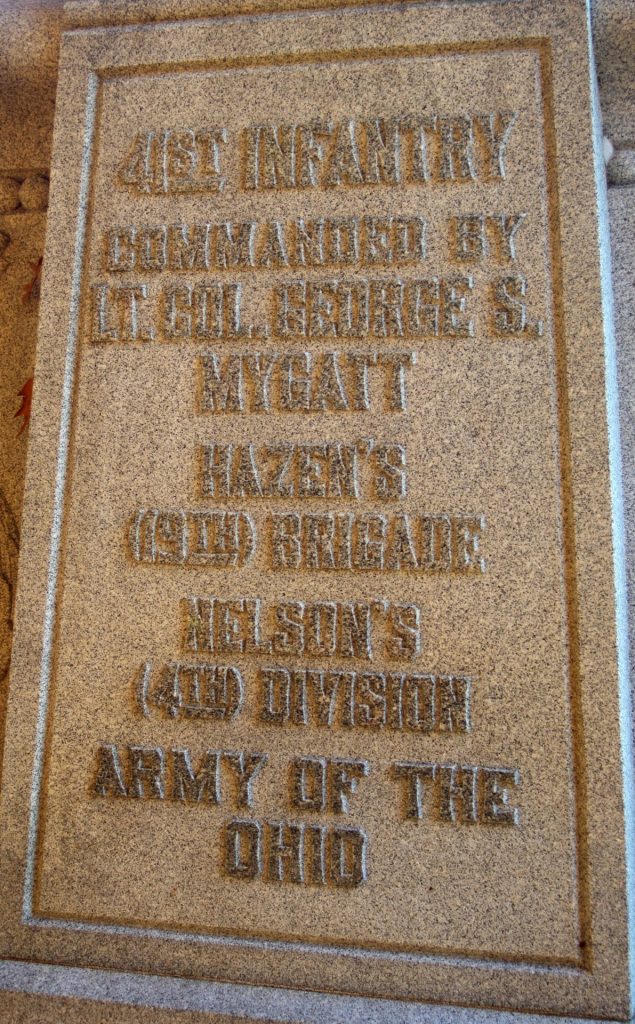 41ST INFANTRY
COMMANDED BY
LT. COL. GEORGE S.
MYGATT
HAZEN'S
(19TH) BRIGADE
NELSON'S
(4TH) DIVISION
ARMY OF THE
OHIO